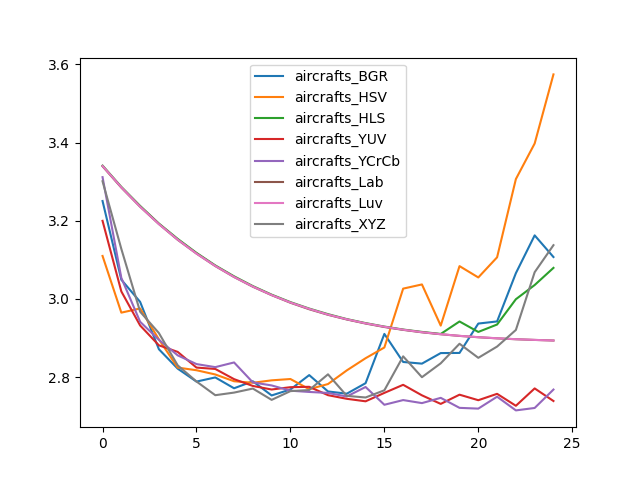 3.6
3.4
3.2
3.0
2.8
0
5
10
15
20
25
aircrafts_BGR
aircrafts_HSV
aircrafts_HLS
aircrafts_YUV
aircrafts_YCrCb
aircrafts_Lab
aircrafts_Luv
aircrafts_XYZ